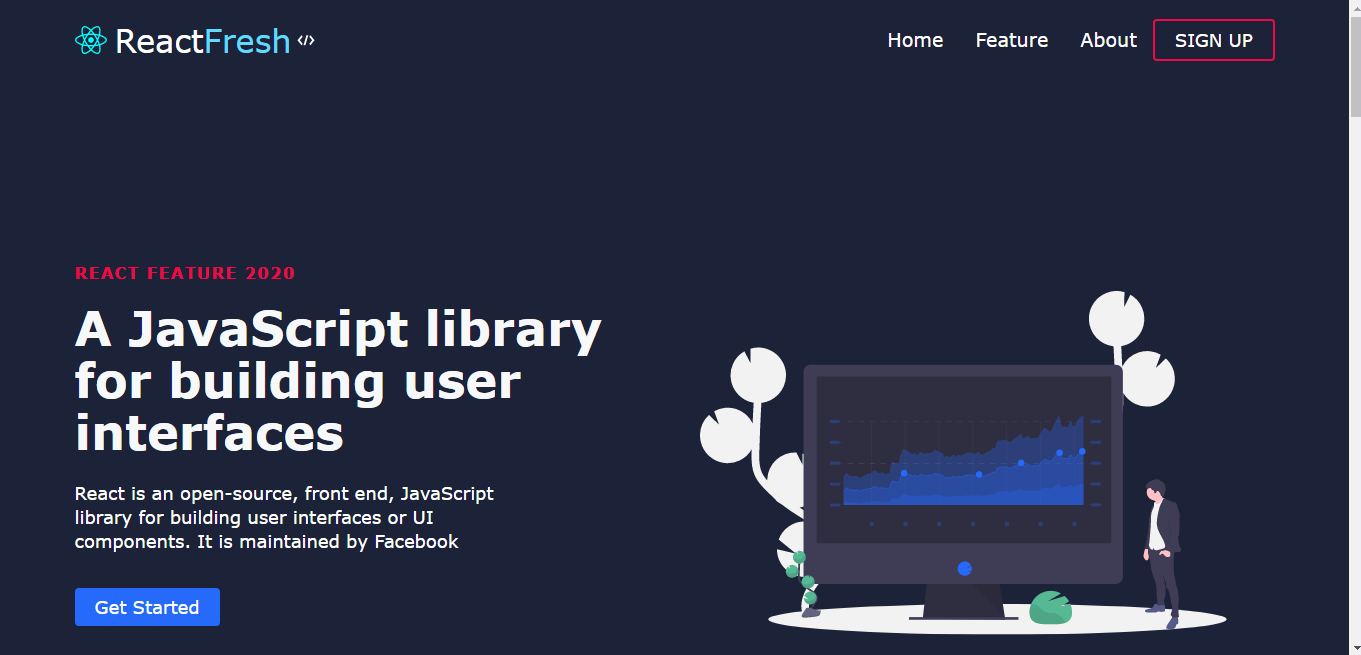 ReactFresh </>
Home Feature About SIGN UP
REACT FEATURE 2020
A JavaScript library
for building user
interfaces
React is an open-source, front end, JavaScript
library for building user interfaces or UI
components. It is maintained by Facebook
Get Started